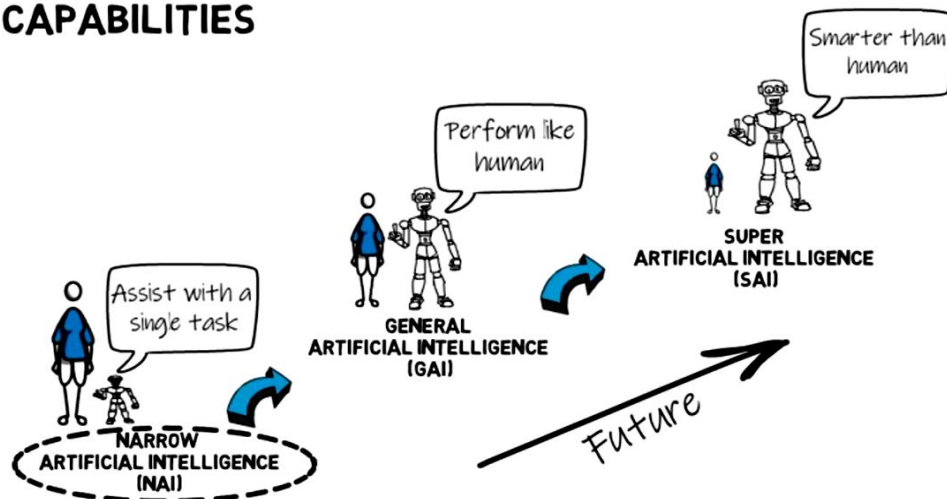 CAPABILITIES
Smarter than
human
Perform like
human
SUPER
ARTIFICIAL INTELLIGENCE
(SAI)
Assist with a
single task
GENERAL
ARTIFICIAL INTELLIGENCE
(GAI)
Future
NARROW
ARTIFICIAL INTELLIGENCE
(NAI)